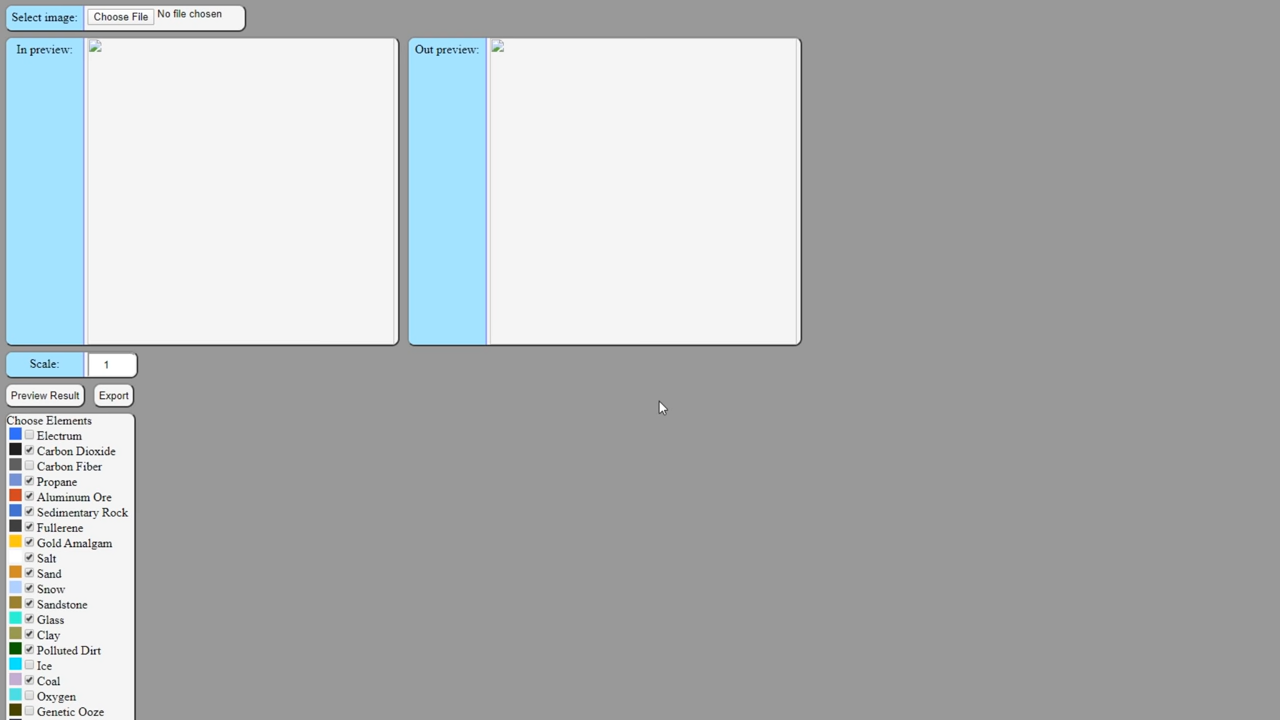 Select image: Choose File No file chosen
In preview: Out preview:
Scale: 1
Preview Result Export
Choose Elements
Electrum
Carbon Dioxide
Carbon Fiber
Propane
Aluminum Ore
Sedimentary Rock
Fullerene
Gold Amalgam
Salt
Sand
Snow
Sandstone
Glass
Clay
Polluted Dirt
Ice
Coal
Oxygen
Genetic Ooze